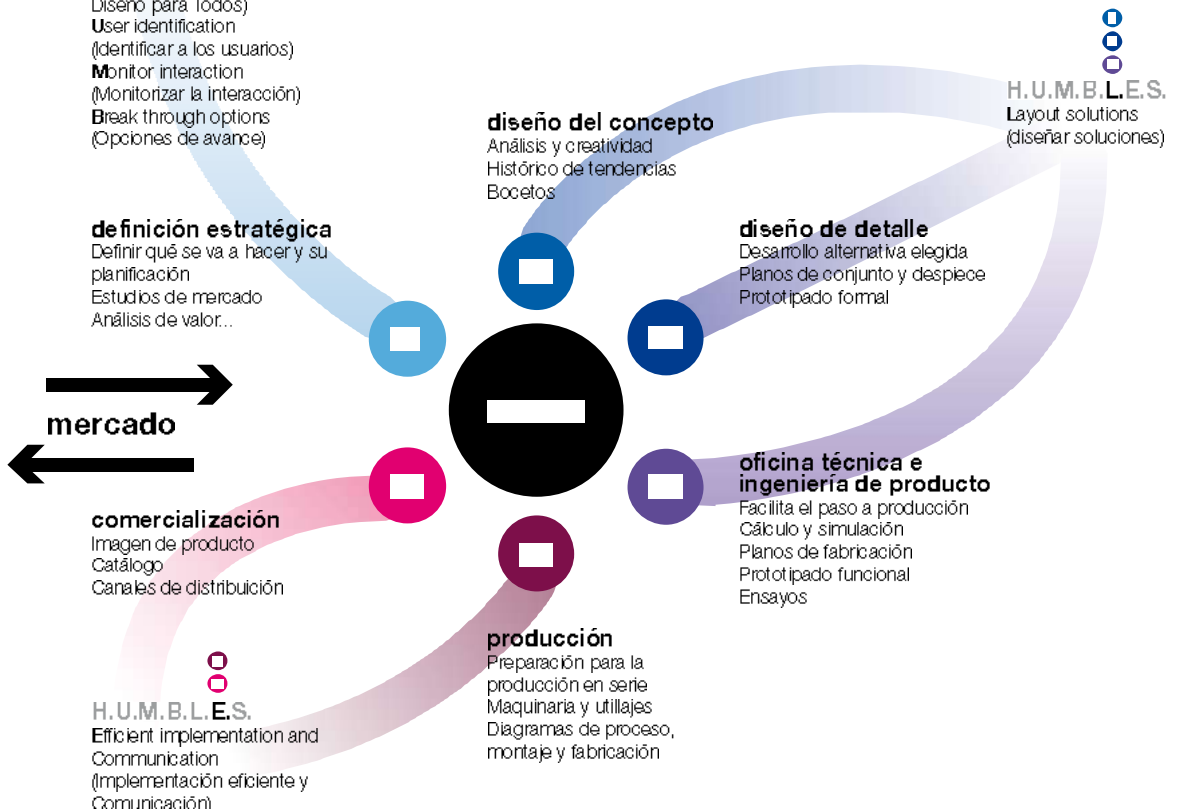 Diseño para Todos)
User identification
(Identificar a los usuarios)
Monitor interaction
(Monitorizar la interacción)
Break through options
(Opciones de avance)
definición estratégica
Definir qué se va a hacer y su
planificación
Estudios de mercado
Análisis de valor...
diseño del concepto
Análisis y creatividad
Histórico de tendencias
Bocetos
H.U.M.B.L.E.S.
Layout solutions
(diseñar soluciones)
diseño de detalle
Desarrollo alternativa elegida
Planos de conjunto y despiece
Prototipado formal
mercado
oficina técnica e
ingeniería de producto
Facilita el paso a producción
Cálculo y simulación
Planos de fabricación
Prototipado funcional
Ensayos
comercialización
Imagen de producto
Catálogo
Canales de distribuición
producción
Preparación para la
producción en serie
Maquinaria y utillajes
Diagramas de proceso,
montaje y fabricación
H.U.M.B.L.E.S.
Efficient implementation and
Communication
(Implementación eficiente y
Comunicación)